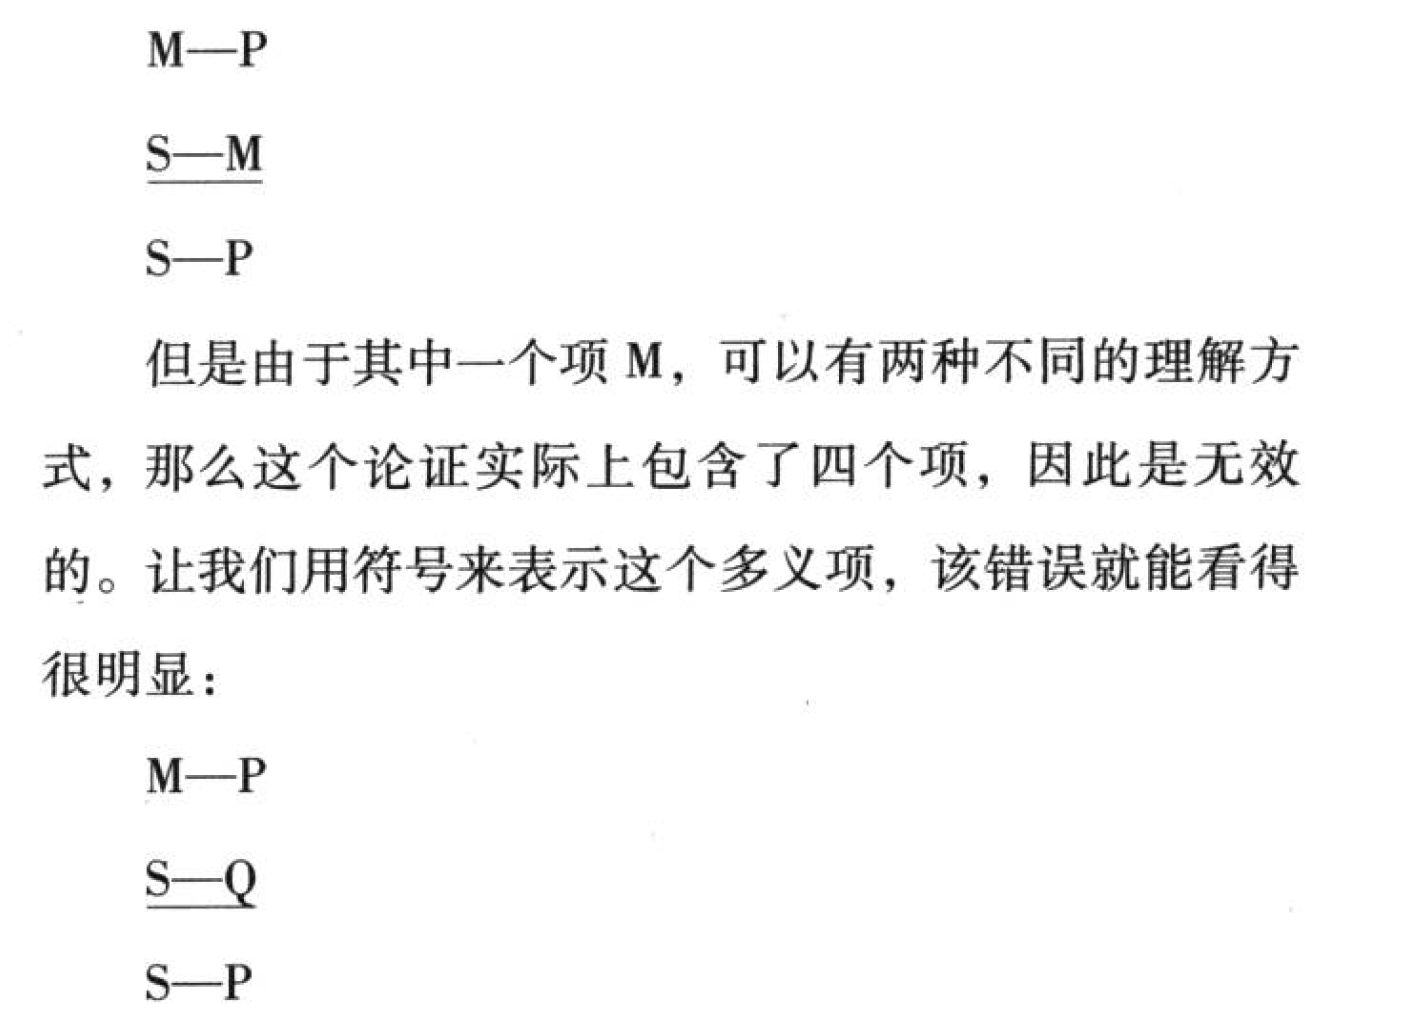 M—P
S—M
S—P
但是由于其中一个项 M，可以有两种不同的理解方
式，那么这个论证实际上包含了四个项，因此是无效
的。让我们用符号来表示这个多义项，该错误就能看得
很明显：
M—P
S—Q
S—P